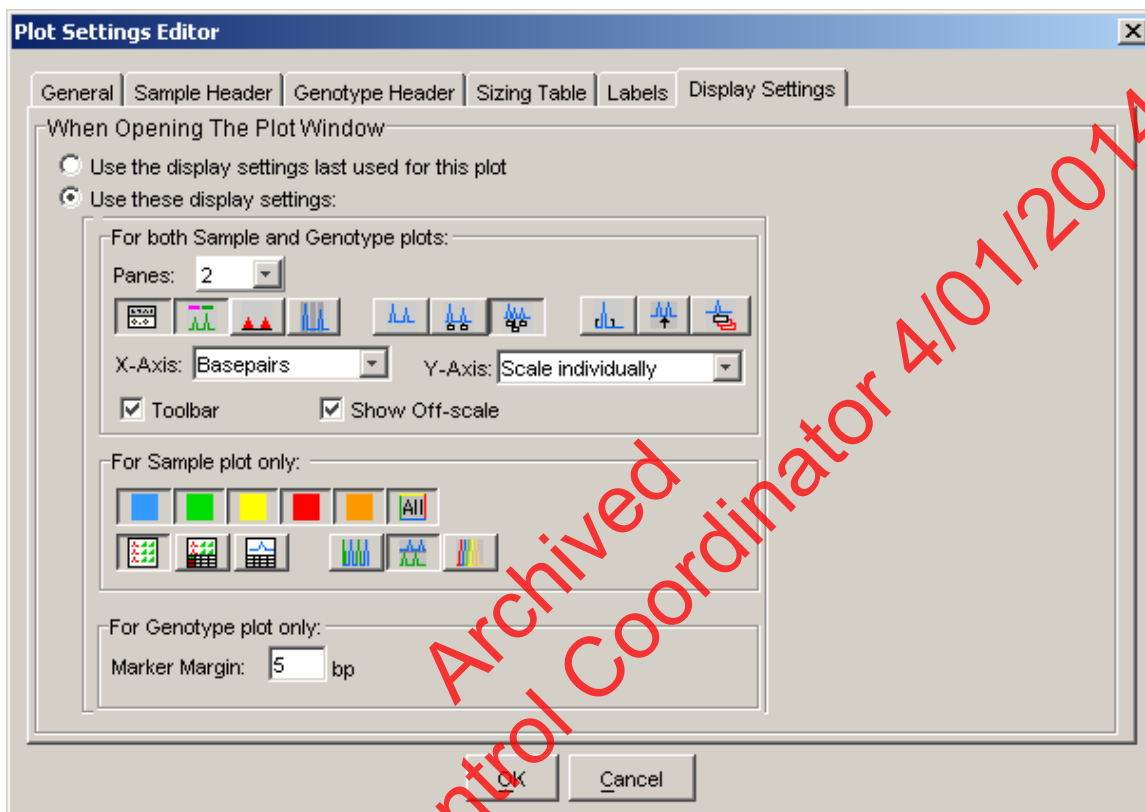 Plot Settings Editor
General Sample Header Genotype Header Sizing Table Labels Display Settings
When Opening The Plot Window
Use the display settings last used for this plot
Use these display settings:
For both Sample and Genotype plots:
Panes: 2
X-Axis: Basepairs Y-Axis: Scale individually
Toolbar Show Off-scale
For Sample plot only:
All
For Genotype plot only:
Marker Margin: 5 bp
OK Cancel
Archived
ntrol Coordinator 4/01/2014